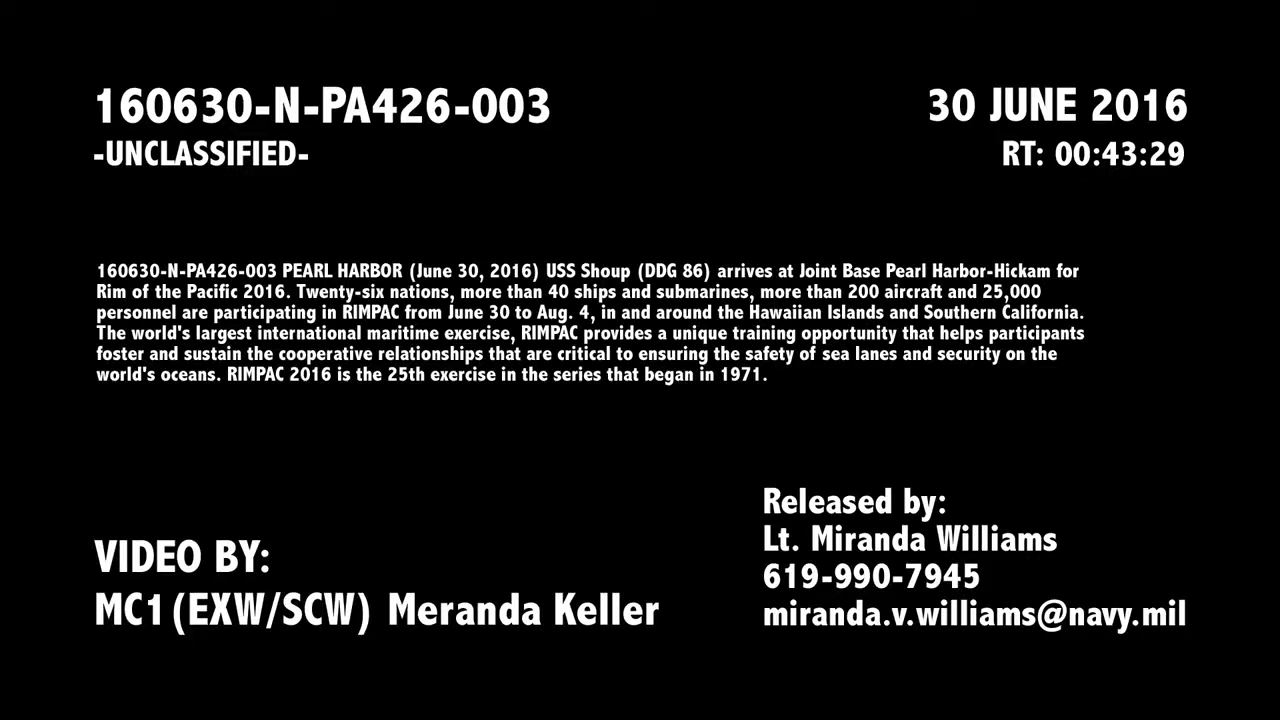 160630-N-PA426-003
30 JUNE 2016
-UNCLASSIFIED-
RT: 00:43:29
160630-N-PA426-003 PEARL HARBOR (June 30, 2016) USS Shoup (DDG 86) arrives at Joint Base Pearl Harbor-Hickam for
Rim of the Pacific 2016. Twenty-six nations, more than 40 ships and submarines, more than 200 aircraft and 25,000
personnel are participating in RIMPAC from June 30 to Aug. 4, in and around the Hawaiian Islands and Southern California.
The world's largest international maritime exercise, RIMPAC provides a unique training opportunity that helps participants
foster and sustain the cooperative relationships that are critical to ensuring the safety of sea lanes and security on the
world's oceans. RIMPAC 2016 is the 25th exercise in the series that began in 1971.
VIDEO BY:
MC1(EXW/SCW) Meranda Keller
Released by:
Lt. Miranda Williams
619-990-7945
miranda.v.williams@navy.mil